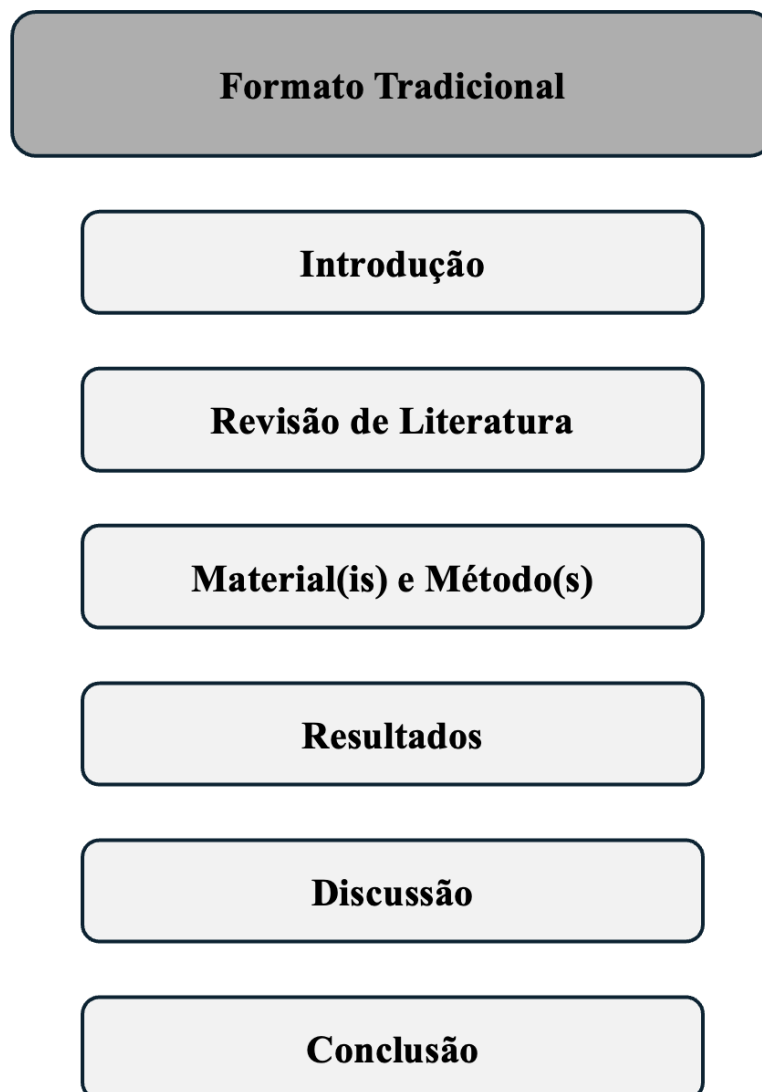 Formato Tradicional
Introdução
Revisão de Literatura
Material(is) e Método(s)
Resultados
Discussão
Conclusão